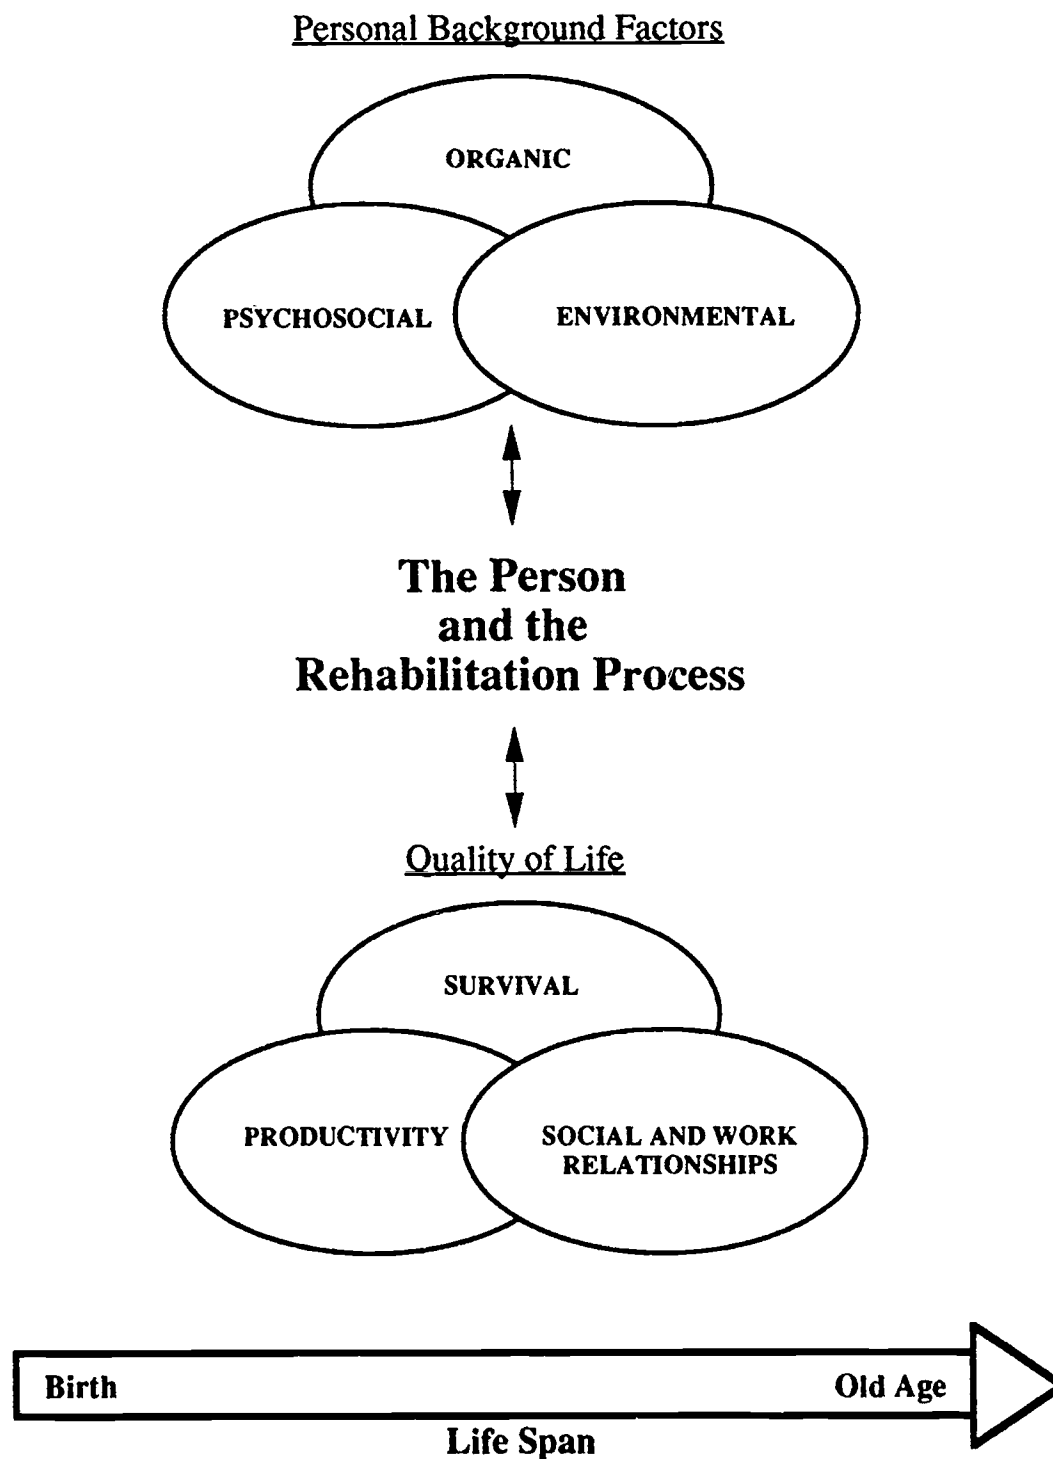 Personal Background Factors
ORGANIC
PSYCHOSOCIAL
ENVIRONMENTAL
The Person
and the
Rehabilitation Process
Quality of Life
SURVIVAL
PRODUCTIVITY
SOCIAL AND WORK
RELATIONSHIPS
Birth
Old Age
Life Span